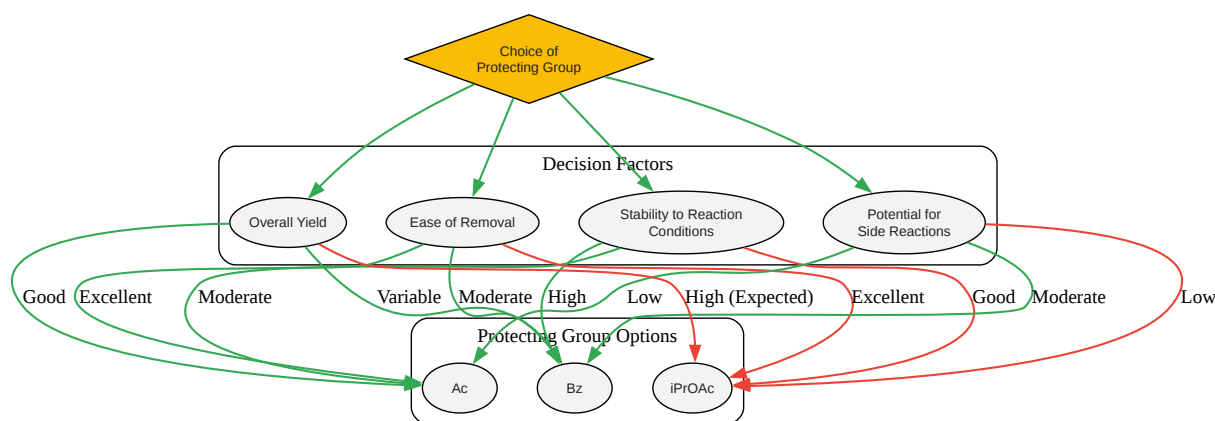 Choice of
Protecting Group
Decision Factors
Overall Yield
Ease of Removal
Stability to Reaction
Conditions
Potential for
Side Reactions
Good
Excellent
Moderate
Variable
Moderate
High
Low
High (Expected)
Excellent
Good
Moderate
Low
Protecting Group Options
Ac
Bz
iPrOAc